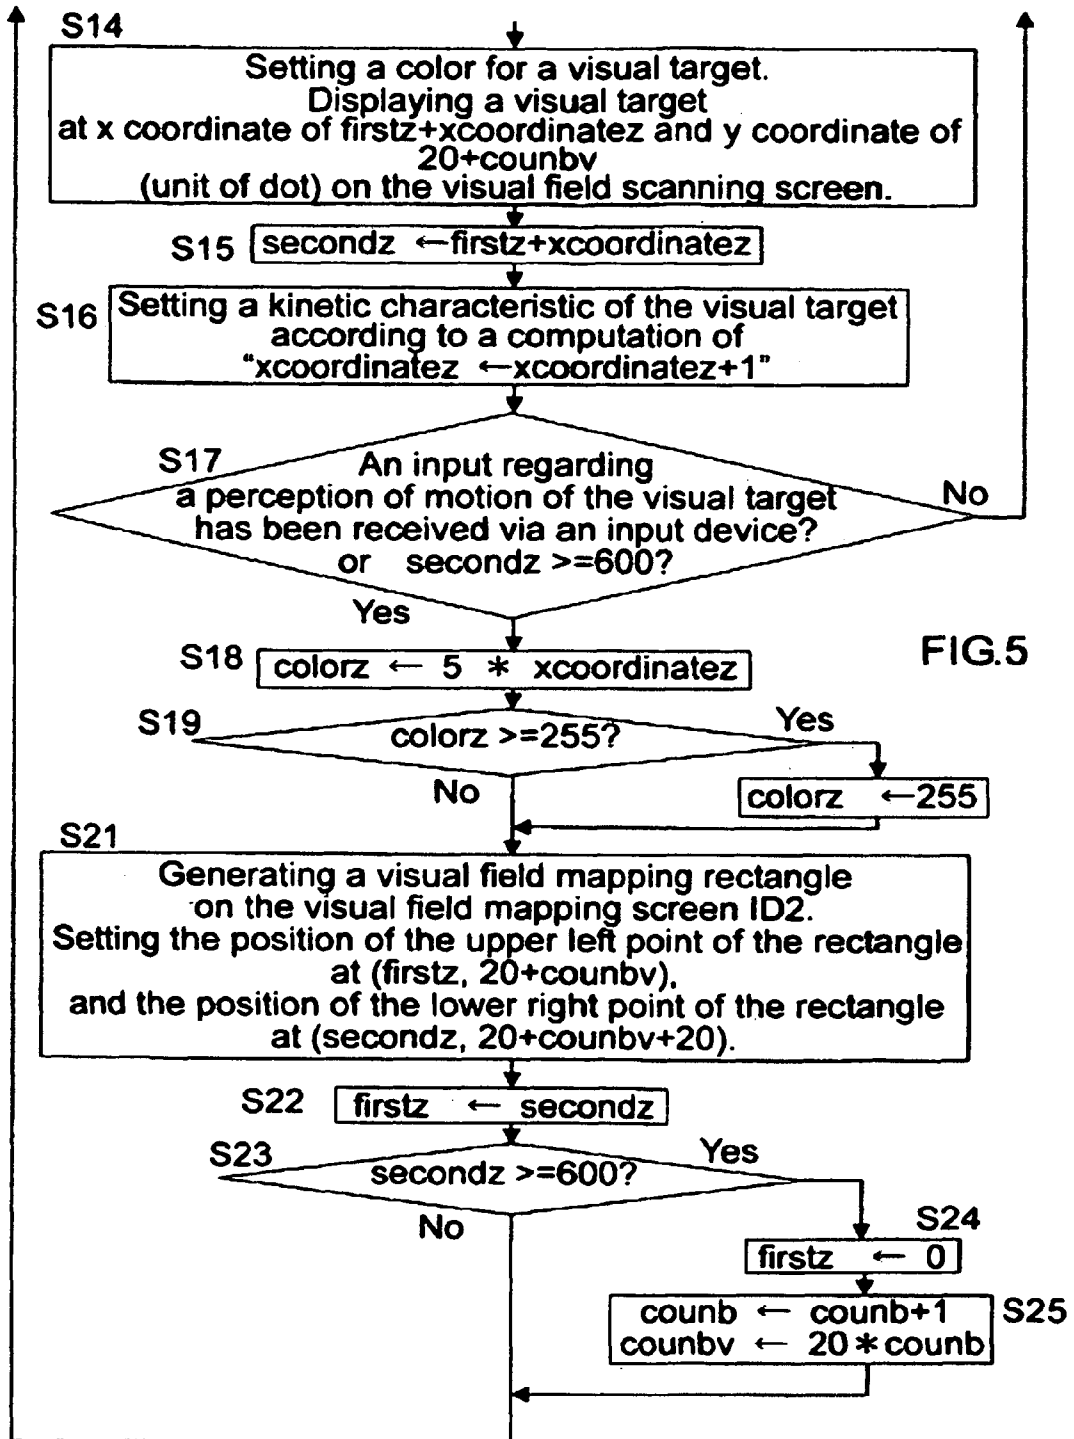 S14
Setting a color for a visual target.
Displaying a visual target
at x coordinate of firstz+xcoordinatez and y coordinate of
20+counbv
(unit of dot) on the visual field scanning screen.
S15
secondz ←firstz+xcoordinatez
S16
Setting a kinetic characteristic of the visual target
according to a computation of
“xcoordinatez ←xcoordinatez+1”
S17
An input regarding
a perception of motion of the visual target
has been received via an input device?
or secondz >=600?
No
Yes
S18
colorz ← 5 * xcoordinatez
FIG.5
S19
colorz >=255?
Yes
No
colorz ←255
S21
Generating a visual field mapping rectangle
on the visual field mapping screen ID2.
Setting the position of the upper left point of the rectangle
at (firstz, 20+counbv),
and the position of the lower right point of the rectangle
at (secondz, 20+counbv+20).
S22
firstz ← secondz
S23
secondz >=600?
Yes
No
S24
firstz ← 0
counb ← counb+1
S25
counbv ← 20 * counb